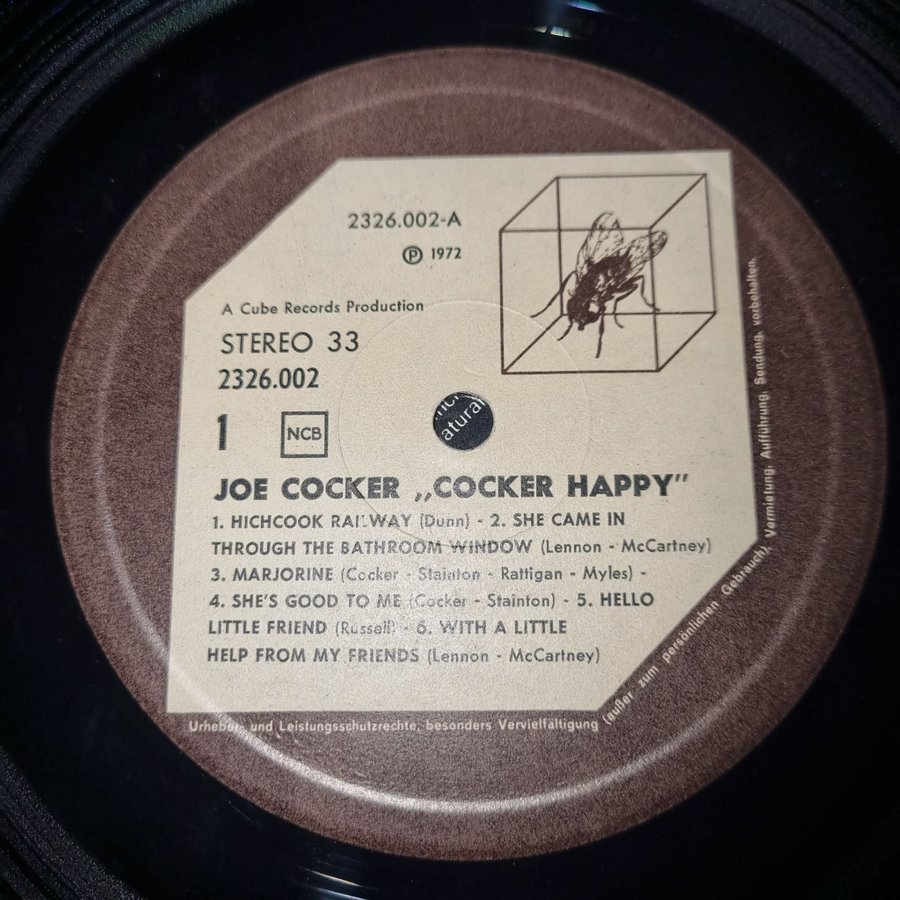 2326.002-A
℗ 1972
A Cube Records Production
STEREO 33
2326.002
1 NCB
JOE COCKER „COCKER HAPPY”
1. HICHCOOK RAILWAY (Dunn) - 2. SHE CAME IN
THROUGH THE BATHROOM WINDOW (Lennon - McCartney)
3. MARJORINE (Cocker - Stainton - Rattigan - Myles) -
4. SHE'S GOOD TO ME (Cocker - Stainton) - 5. HELLO
LITTLE FRIEND (Russell) - 6. WITH A LITTLE
HELP FROM MY FRIENDS (Lennon - McCartney)
Urheber- und Leistungsschutzrechte, besonders Vervielfältigung (außer zum persönlichen Gebrauch), Vermietung, Aufführung, Sendung, vorbehalten.